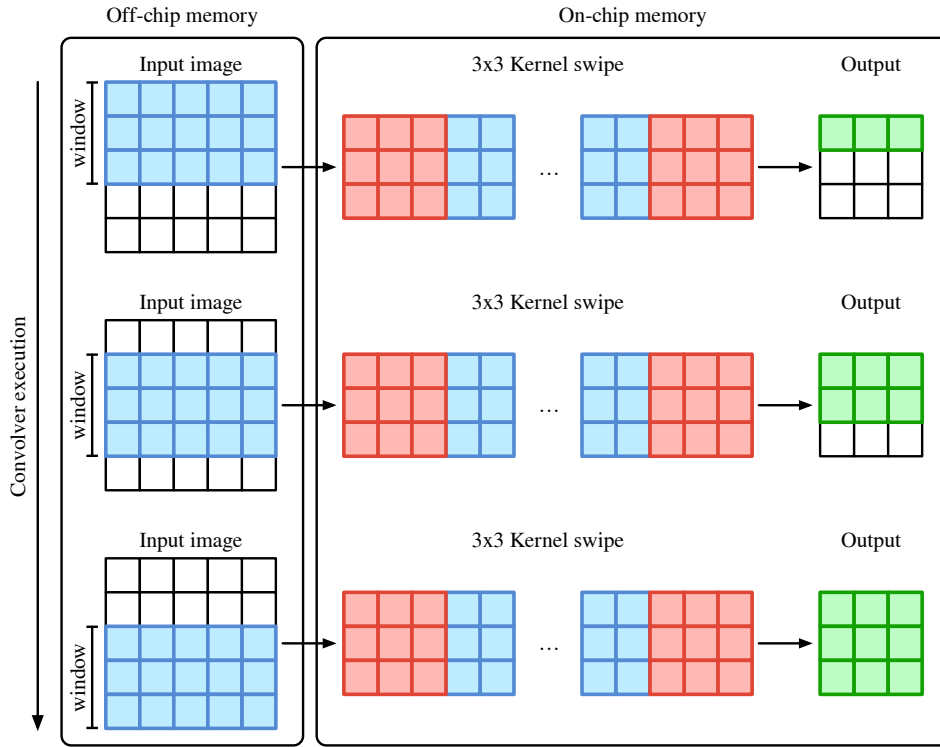 Off-chip memory
On-chip memory
Input image
3x3 Kernel swipe
Output
window
...
Convolver execution
Input image
3x3 Kernel swipe
Output
window
...
Input image
3x3 Kernel swipe
Output
window
...